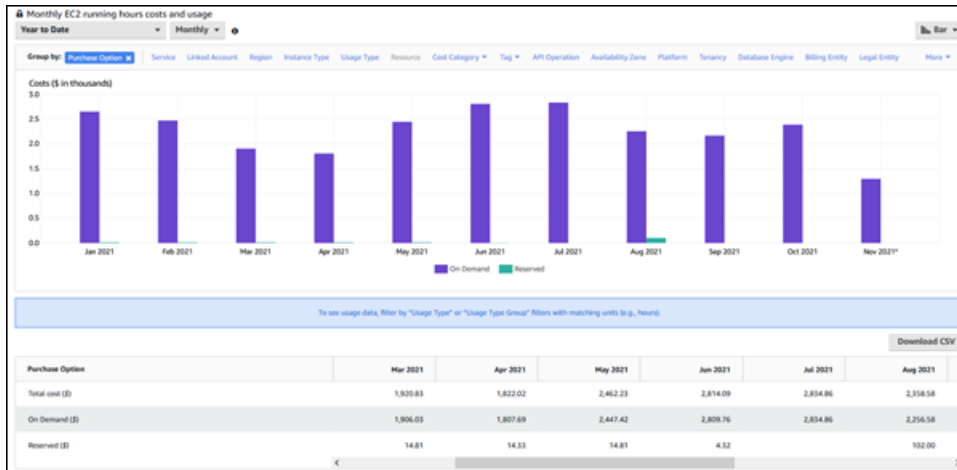 Monthly EC2 running hours costs and usage
Year to Date Monthly Bar
Group by: Purchase Option Service Linked Account Region Instance Type Usage Type Resource Cost Category Tag API Operation Availability Zone Platform Tenancy Database Engine Billing Entity Legal Entity More
Costs ($ in thousands)
3.0
2.5
2.0
1.5
1.0
0.5
0.0
Jan 2021 Feb 2021 Mar 2021 Apr 2021 May 2021 Jun 2021 Jul 2021 Aug 2021 Sep 2021 Oct 2021 Nov 2021*
On Demand Reserved
To see usage data, filter by "Usage Type" or "Usage Type Group" filters with matching units (e.g., hours).
Download CSV
Purchase Option Mar 2021 Apr 2021 May 2021 Jun 2021 Jul 2021 Aug 2021
Total cost ($) 1,920.83 1,822.02 2,462.23 2,814.09 2,834.86 2,358.58
On Demand ($) 1,906.03 1,807.69 2,447.42 2,809.76 2,834.86 2,256.58
Reserved ($) 14.81 14.33 14.81 4.32 102.00